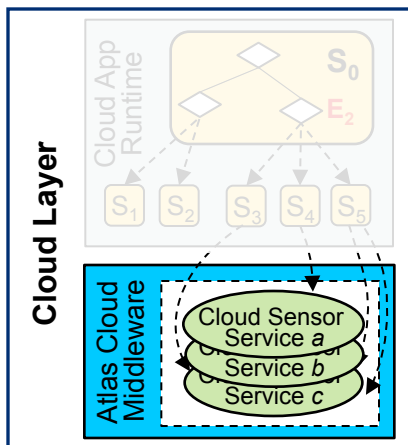 Cloud Layer
Cloud App
Runtime
S0
E2
S1
S2
S3
S4
S5
Atlas Cloud
Middleware
Cloud Sensor
Service a
Service b
Service c